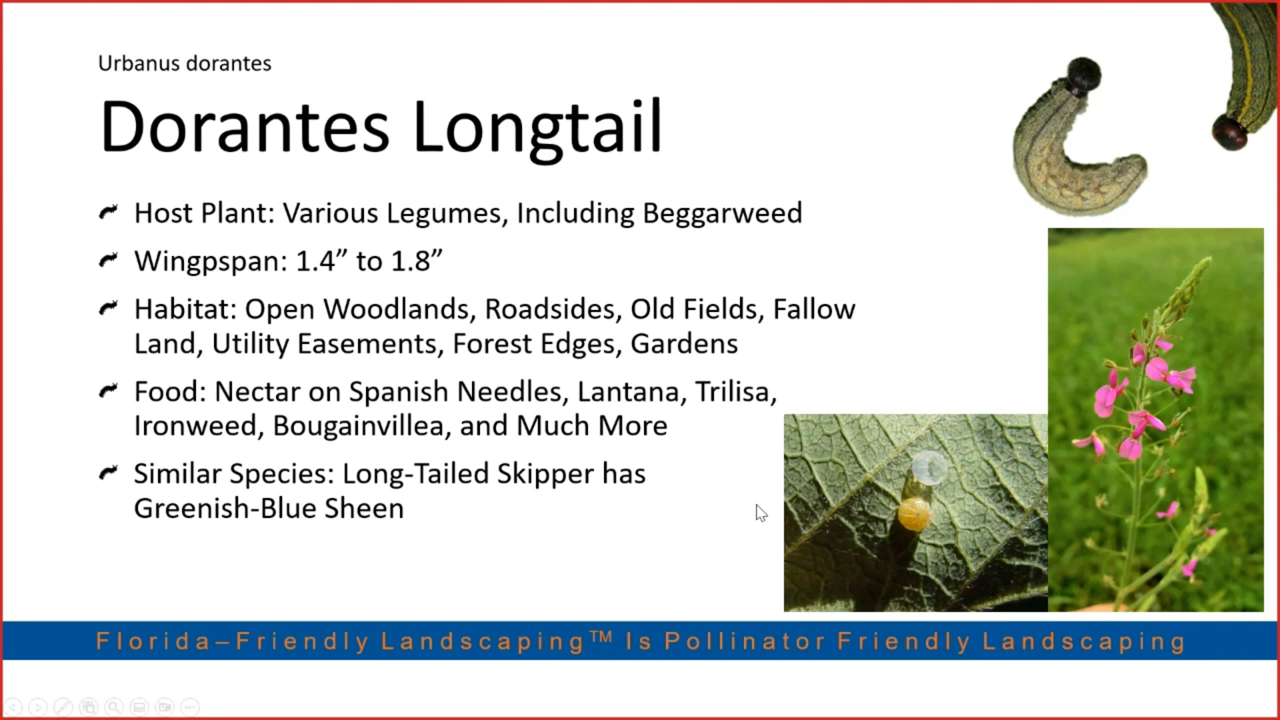 Urbanus dorantes
Dorantes Longtail
Host Plant: Various Legumes, Including Beggarweed
Wingpspan: 1.4” to 1.8”
Habitat: Open Woodlands, Roadsides, Old Fields, Fallow
Land, Utility Easements, Forest Edges, Gardens
Food: Nectar on Spanish Needles, Lantana, Trilisa,
Ironweed, Bougainvillea, and Much More
Similar Species: Long-Tailed Skipper has
Greenish-Blue Sheen
Florida–Friendly Landscaping™ Is Pollinator Friendly Landscaping